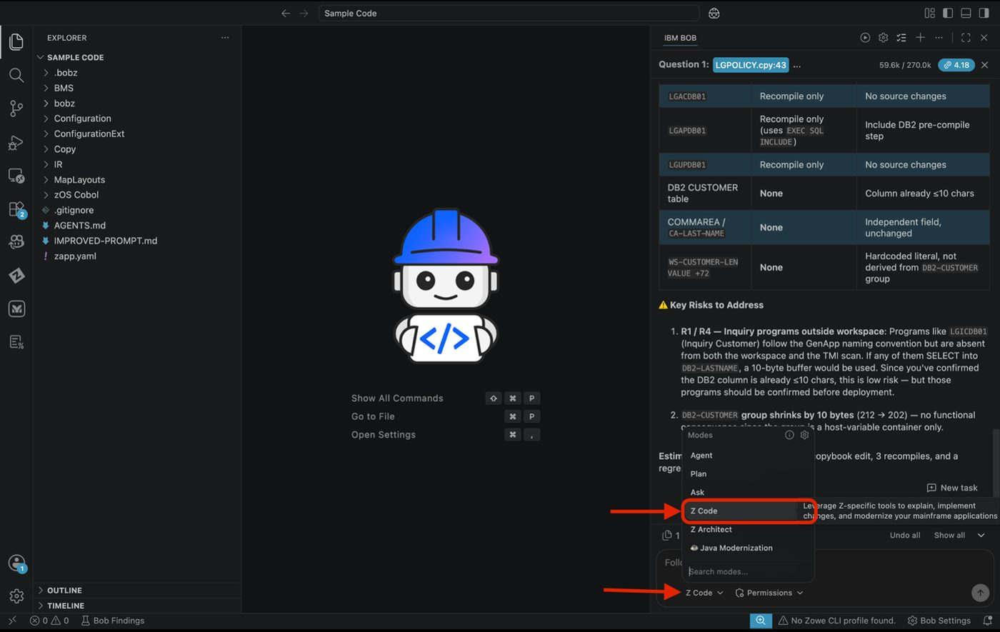 Sample Code
EXPLORER
SAMPLE CODE
.bobz
BMS
bobz
Configuration
ConfigurationExt
Copy
IR
MapLayouts
zOS Cobol
.gitignore
AGENTS.md
IMPROVED-PROMPT.md
! zapp.yaml
2
1
OUTLINE
TIMELINE
</>
Show All Commands ⇧ ⌘ P
Go to File ⌘ P
Open Settings ⌘ ,
IBM BOB
Question 1: LGPOLICY.cpy:43 ... 59.6k / 270.0k 4.18
LGACDB01 Recompile only No source changes
LGAPDB01 Recompile only (uses EXEC SQL INCLUDE) Include DB2 pre-compile step
LGUPDB01 Recompile only No source changes
DB2 CUSTOMER table None Column already ≤10 chars
COMMAREA / CA-LAST-NAME None Independent field, unchanged
WS-CUSTOMER-LEN VALUE +72 None Hardcoded literal, not derived from DB2-CUSTOMER group
⚠ Key Risks to Address
1. R1 / R4 — Inquiry programs outside workspace: Programs like LGICDB01
(Inquiry Customer) follow the GenApp naming convention but are absent
from both the workspace and the TMI scan. If any of them SELECT into
DB2-LASTNAME, a 10-byte buffer would be used. Since you've confirmed
the DB2 column is already ≤10 chars, this is low risk — but those
programs should be confirmed before deployment.
2. DB2-CUSTOMER group shrinks by 10 bytes (212 → 202) — no functional
is a host-variable container only.
Estim
opybook edit, 3 recompiles, and a
regre
Modes
Agent
Plan
Ask
Z Code
Z Architect
Java Modernization
Search modes...
Leverage Z-specific tools to explain, implement
changes, and modernize your mainframe applications
New task
1
Undo all Show all
Follo
Z Code Permissions
0 0 Bob Findings
No Zowe CLI profile found. Bob Settings